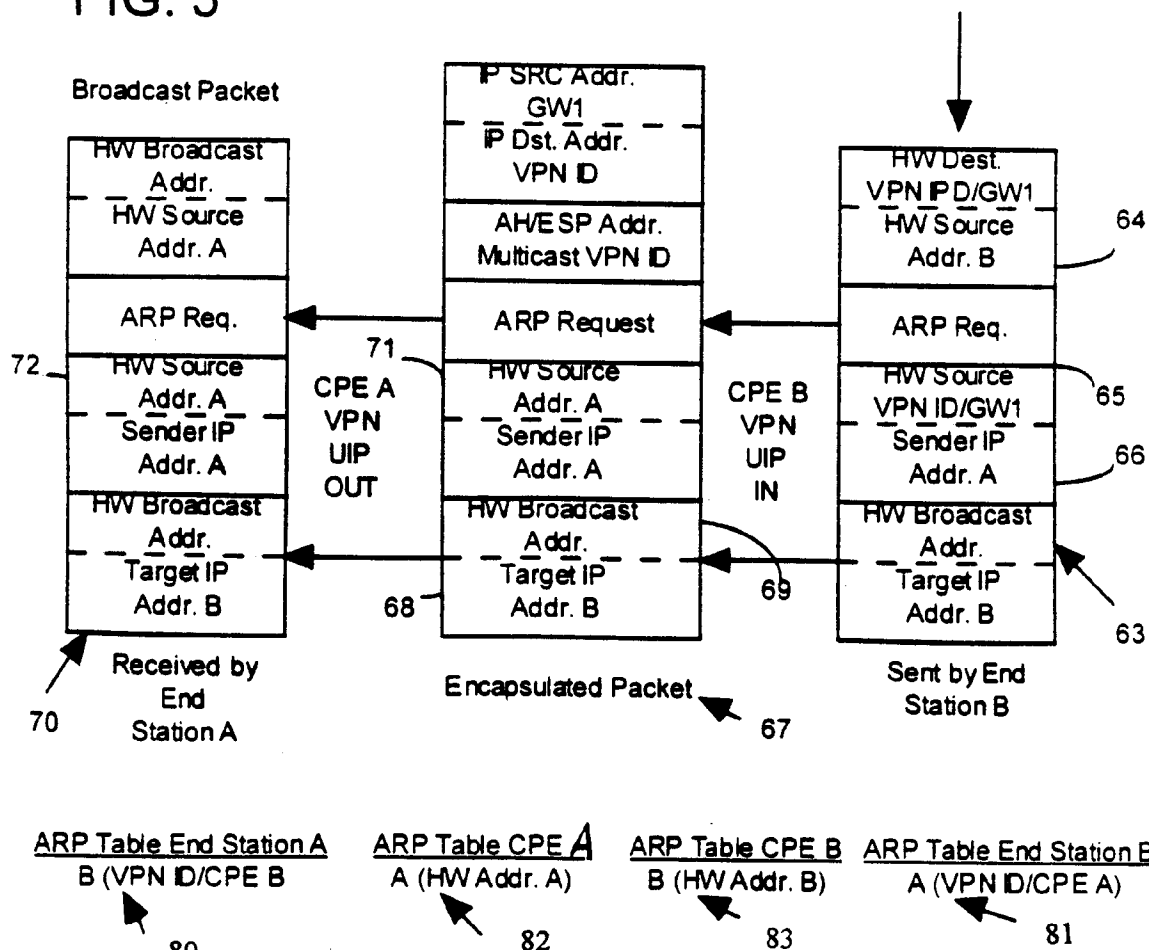 FIG. 5
Broadcast Packet
HW Broadcast
Addr.
HW Source
Addr. A
ARP Req.
HW Source
Addr. A
Sender IP
Addr. A
HW Broadcast
Addr.
Target IP
Addr. B
Received by
End
Station A
70
72
CPE A
VPN
UIP
OUT
71
68
IP SRC Addr.
GW1
IP Dst. Addr.
VPN ID
AH/ESP Addr.
Multicast VPN ID
ARP Request
HW Source
Addr. A
Sender IP
Addr. A
HW Broadcast
Addr.
Target IP
Addr. B
Encapsulated Packet
67
69
CPE B
VPN
UIP
IN
HW Dest.
VPN IPD/GW1
HW Source
Addr. B
ARP Req.
HW Source
VPN ID/GW1
Sender IP
Addr. A
HW Broadcast
Addr.
Target IP
Addr. B
Sent by End
Station B
64
65
66
63
ARP Table End Station A
B (VPN ID/CPE B
80
ARP Table CPE A
A (HW Addr. A)
82
ARP Table CPE B
B (HW Addr. B)
83
ARP Table End Station B
A (VPN ID/CPE A)
81